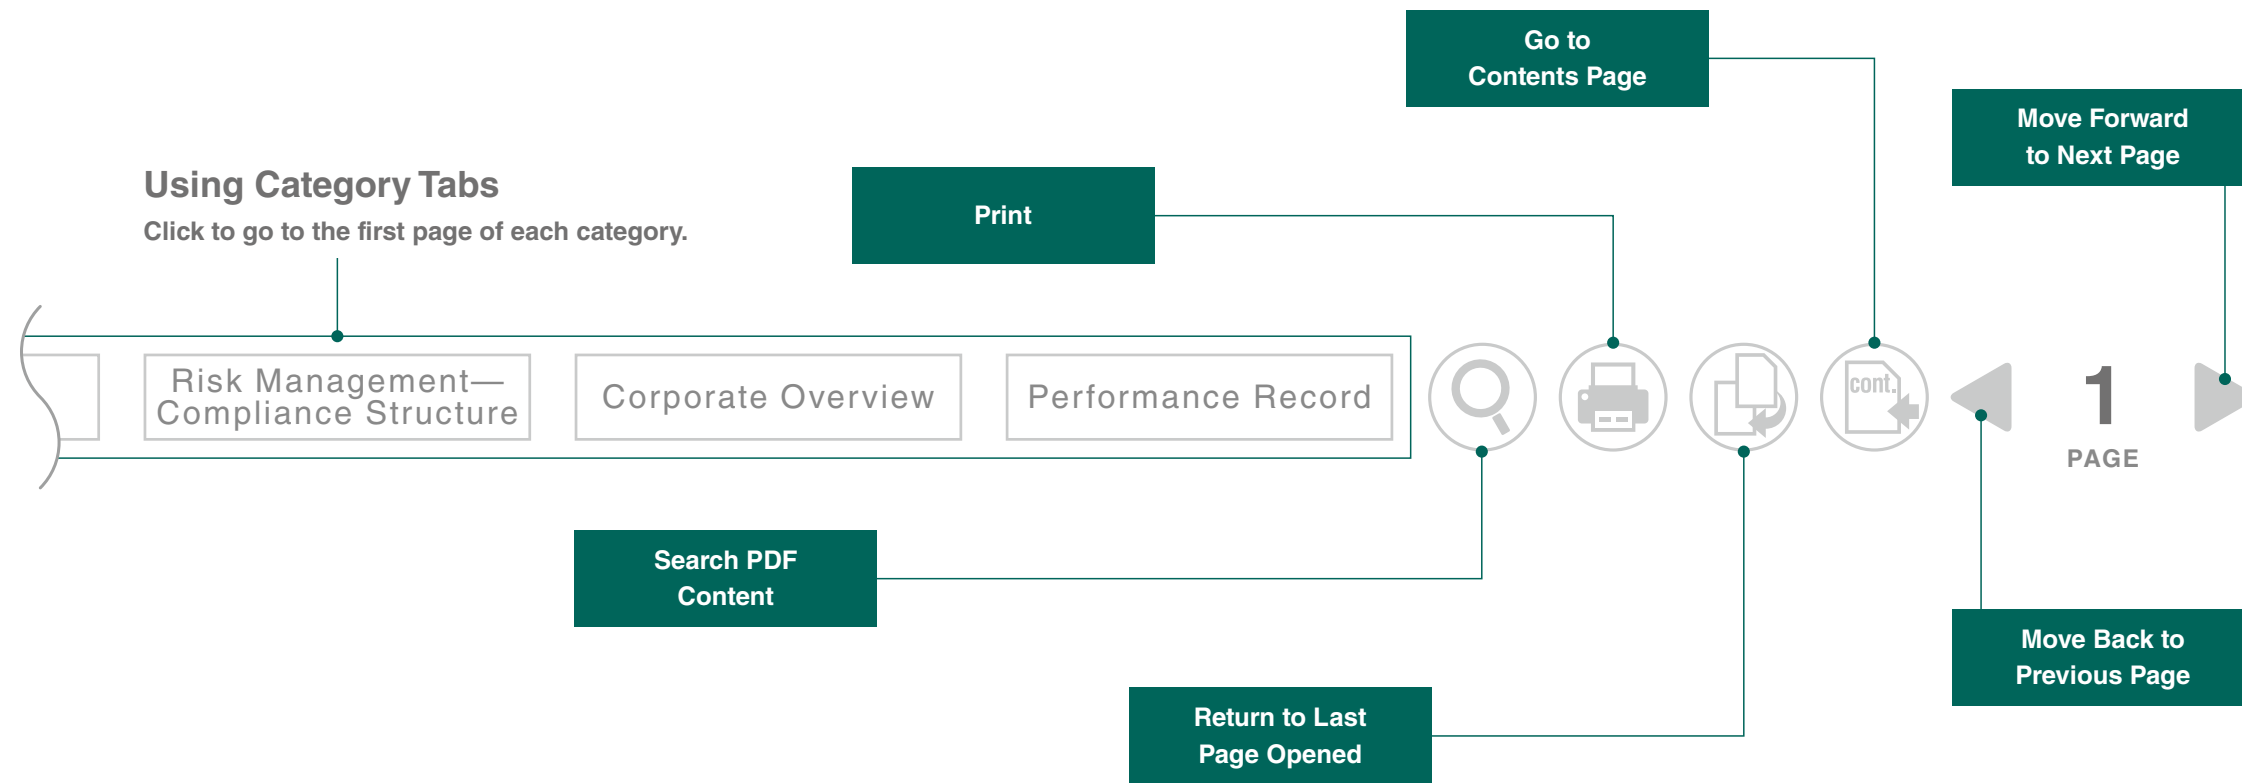 Go to
Contents Page
Move Forward
to Next Page
Using Category Tabs
Click to go to the first page of each category.
Print
Risk Management—
Compliance Structure
Corporate Overview
Performance Record
cont.
1
PAGE
Search PDF
Content
Move Back to
Previous Page
Return to Last
Page Opened